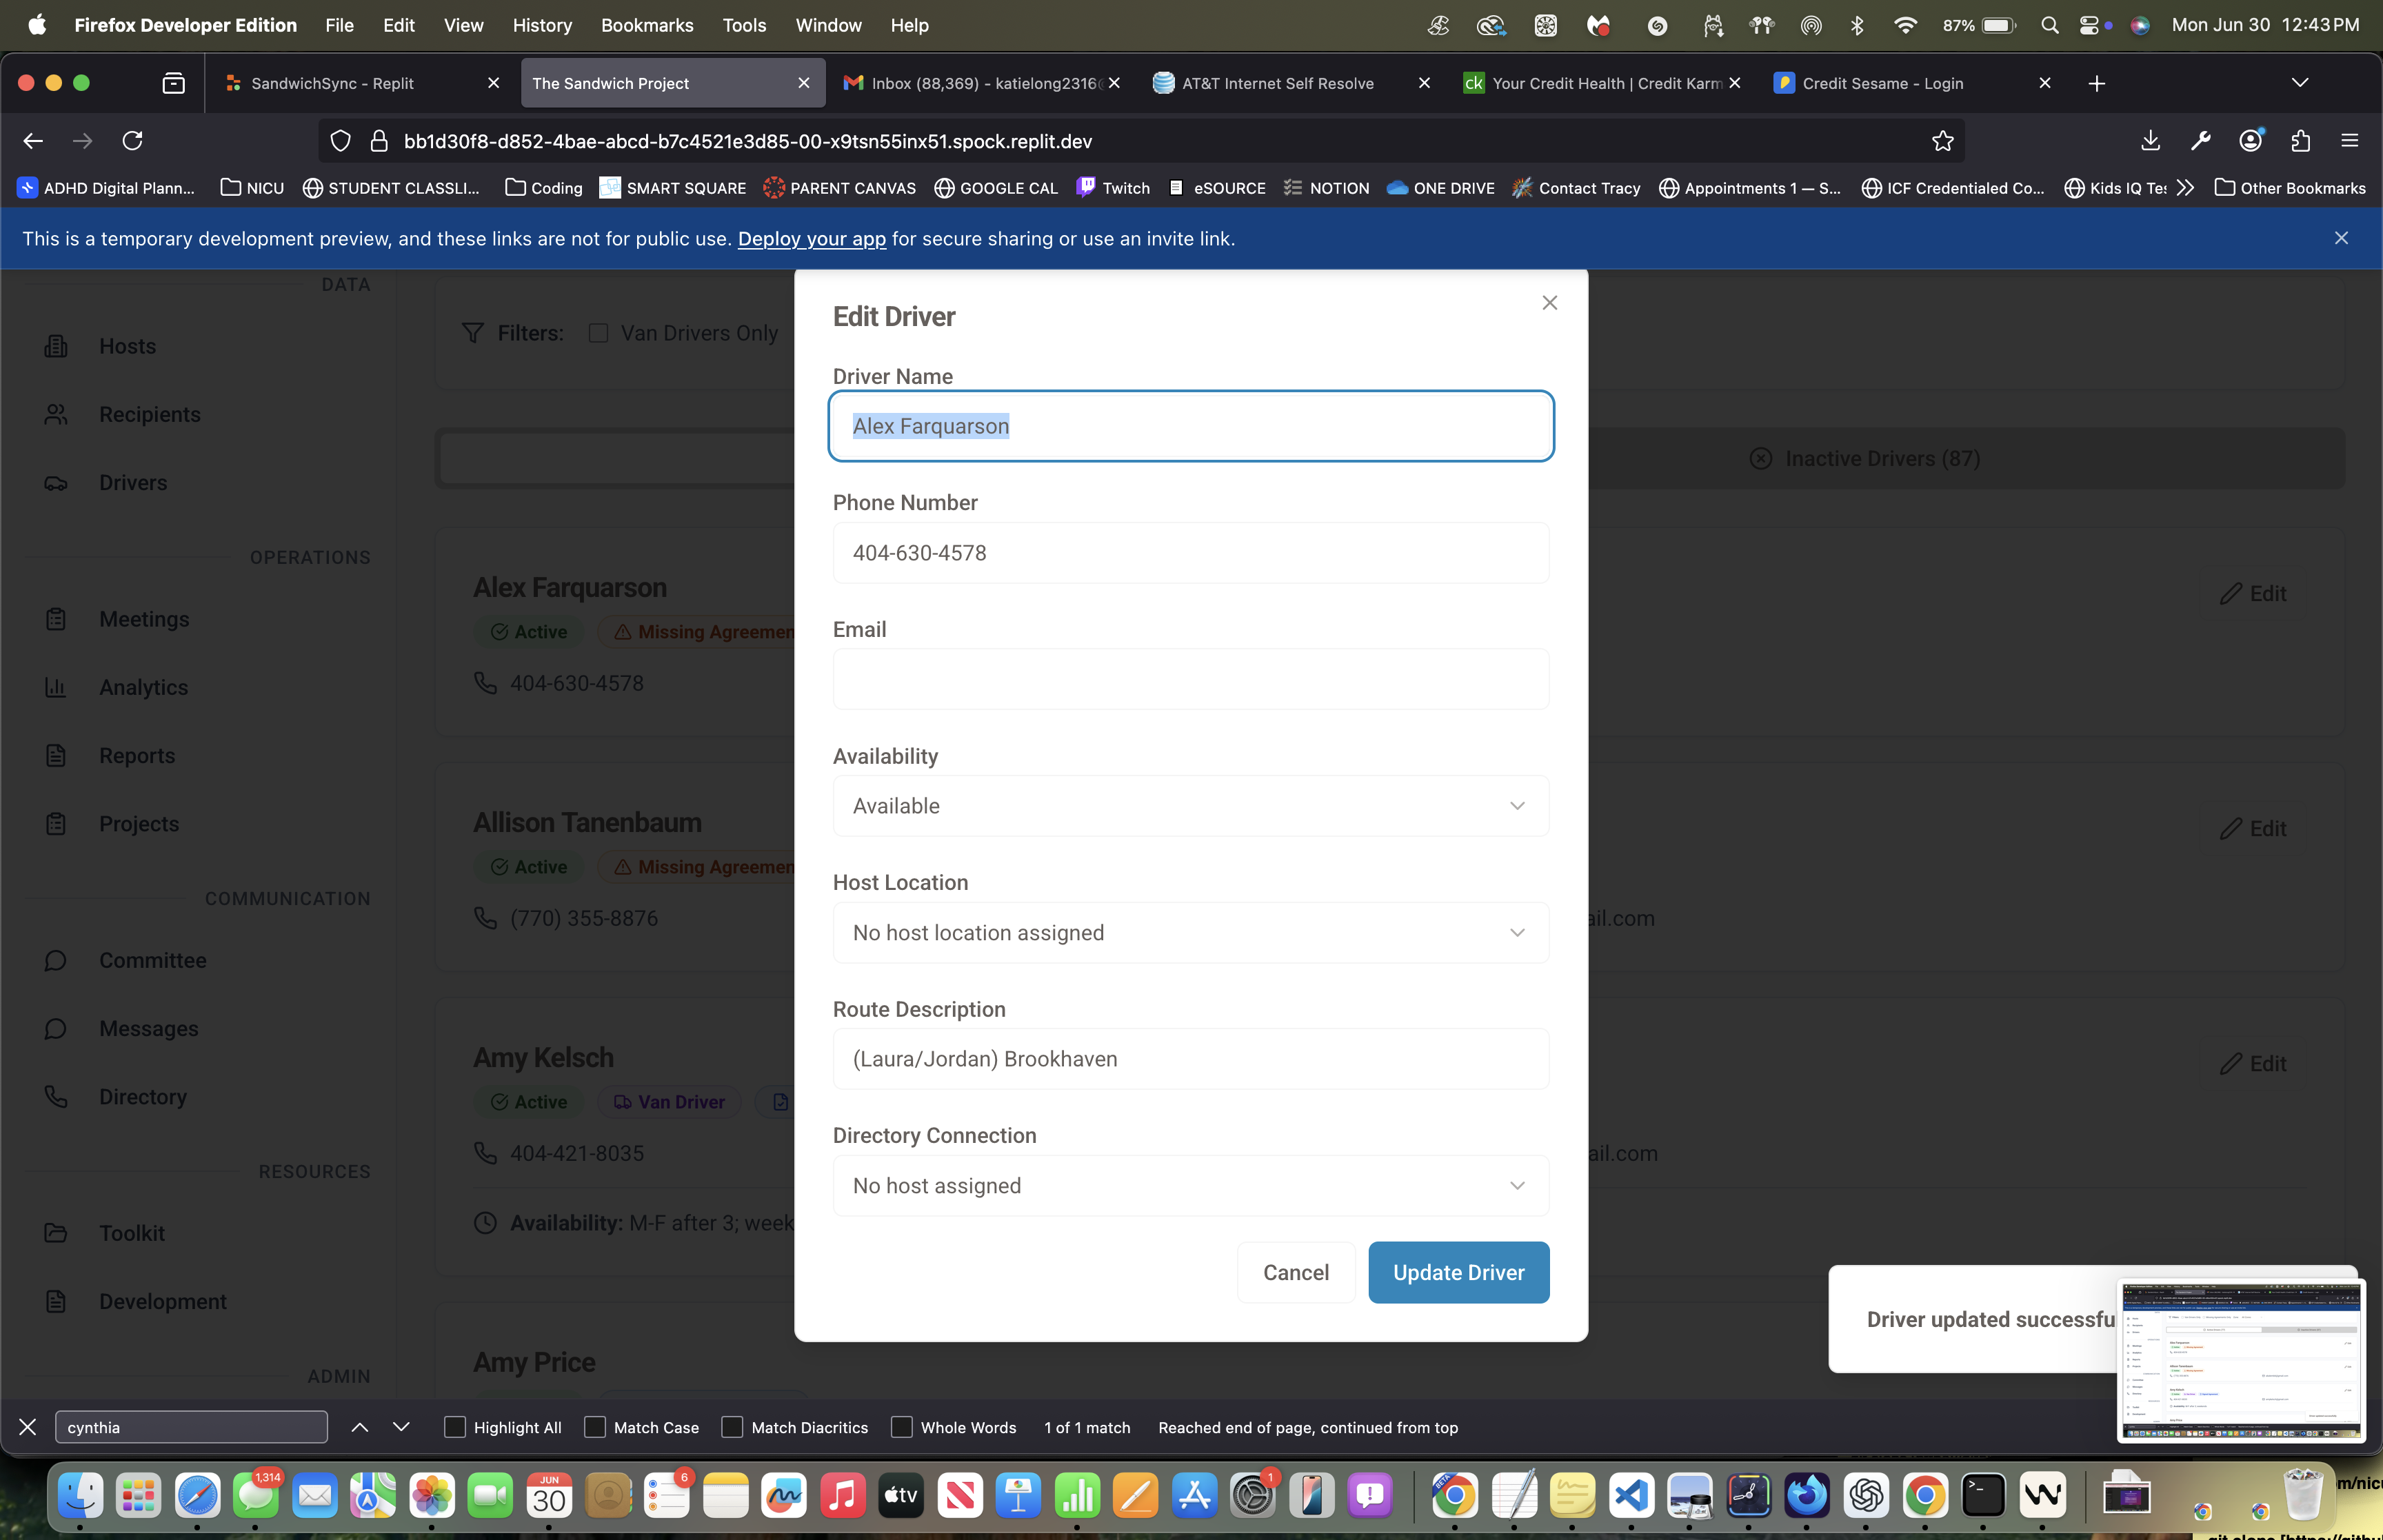 Firefox Developer Edition File Edit View History Bookmarks Tools Window Help 87% Mon Jun 30 12:43 PM
SandwichSync - Replit The Sandwich Project Inbox (88,369) - katielong2316 AT&T Internet Self Resolve ck Your Credit Health | Credit Karm Credit Sesame - Login
bb1d30f8-d852-4bae-abcd-b7c4521e3d85-00-x9tsn55inx51.spock.replit.dev
ADHD Digital Plann... NICU STUDENT CLASSLI... Coding SMART SQUARE PARENT CANVAS GOOGLE CAL Twitch eSOURCE NOTION ONE DRIVE Contact Tracy Appointments 1 — S... ICF Credentialed Co... Kids IQ Tes Other Bookmarks
This is a temporary development preview, and these links are not for public use. Deploy your app for secure sharing or use an invite link.
DATA
Hosts
Recipients
Drivers
OPERATIONS
Meetings
Analytics
Reports
Projects
COMMUNICATION
Committee
Messages
Directory
RESOURCES
Toolkit
Development
ADMIN
Filters: Van Drivers Only
Inactive Drivers (87)
Alex Farquarson
Edit
Active Missing Agreemen
404-630-4578
Allison Tanenbaum
Edit
Active Missing Agreemen
(770) 355-8876
ail.com
Amy Kelsch
Edit
Active Van Driver
404-421-8035
ail.com
Availability: M-F after 3; week
Amy Price
Edit Driver
Driver Name
Alex Farquarson
Phone Number
404-630-4578
Email
Availability
Available
Host Location
No host location assigned
Route Description
(Laura/Jordan) Brookhaven
Directory Connection
No host assigned
Cancel Update Driver
Driver updated successfu
cynthia Highlight All Match Case Match Diacritics Whole Words 1 of 1 match Reached end of page, continued from top
1,314 JUN 30 6 tv 1 BETA
m/nicu